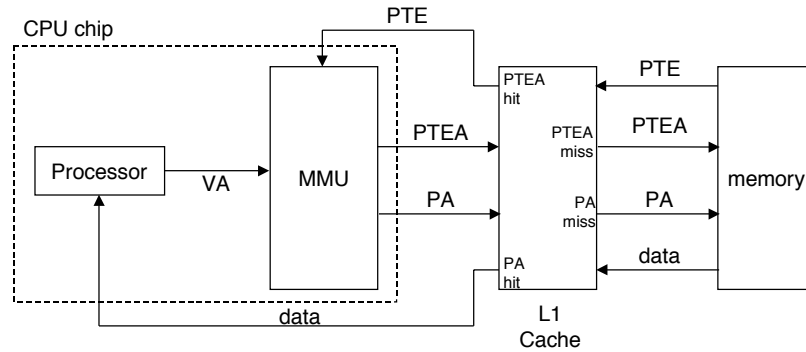 PTE
CPU chip
PTEA
hit
PTE
PTEA
PTEA
miss
PTEA
Processor
VA
MMU
memory
PA
PA
miss
PA
PA
hit
data
data
L1
Cache